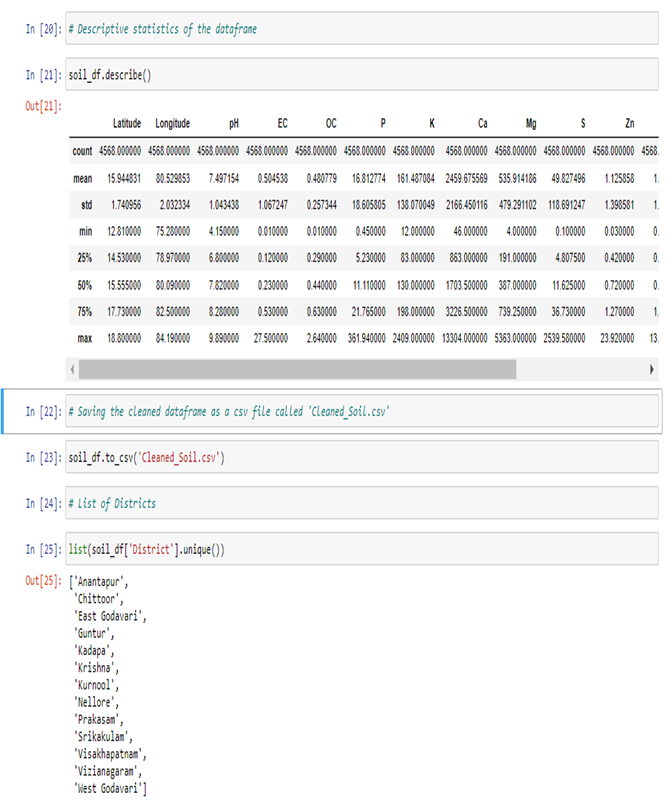 In [20]: # Descriptive statistics of the dataframe
In [21]: soil_df.describe()
Out[21]:
Latitude Longitude pH EC OC P K Ca Mg S Zn
count 4568.000000 4568.000000 4568.000000 4568.000000 4568.000000 4568.000000 4568.000000 4568.000000 4568.000000 4568.000000 4568.000000 4568.
mean 15.944831 80.529853 7.497154 0.504538 0.480779 16.812774 161.487084 2459.675569 535.914186 49.827496 1.125858 1.
std 1.740956 2.032334 1.043438 1.067247 0.257344 18.605805 138.070049 2166.450116 479.291102 118.691247 1.398581 1.
min 12.810000 75.280000 4.150000 0.010000 0.010000 0.450000 12.000000 46.000000 4.000000 0.100000 0.030000 0.
25% 14.530000 78.970000 6.800000 0.120000 0.290000 5.230000 83.000000 863.000000 191.000000 4.807500 0.420000 0.
50% 15.555000 80.090000 7.820000 0.230000 0.440000 11.110000 130.000000 1703.500000 387.000000 11.625000 0.720000 0.
75% 17.730000 82.500000 8.280000 0.530000 0.630000 21.765000 198.000000 3226.500000 739.250000 36.730000 1.270000 1.
max 18.800000 84.190000 9.890000 27.500000 2.640000 361.940000 2409.000000 13304.000000 5363.000000 2539.580000 23.920000 13.
In [22]: # Saving the cleaned dataframe as a csv file called 'Cleaned_Soil.csv'
In [23]: soil_df.to_csv('Cleaned_Soil.csv')
In [24]: # List of Districts
In [25]: list(soil_df['District'].unique())
Out[25]: ['Anantapur',
'Chittoor',
'East Godavari',
'Guntur',
'Kadapa',
'Krishna',
'Kurnool',
'Nellore',
'Prakasam',
'Srikakulam',
'Visakhapatnam',
'Vizianagaram',
'West Godavari']